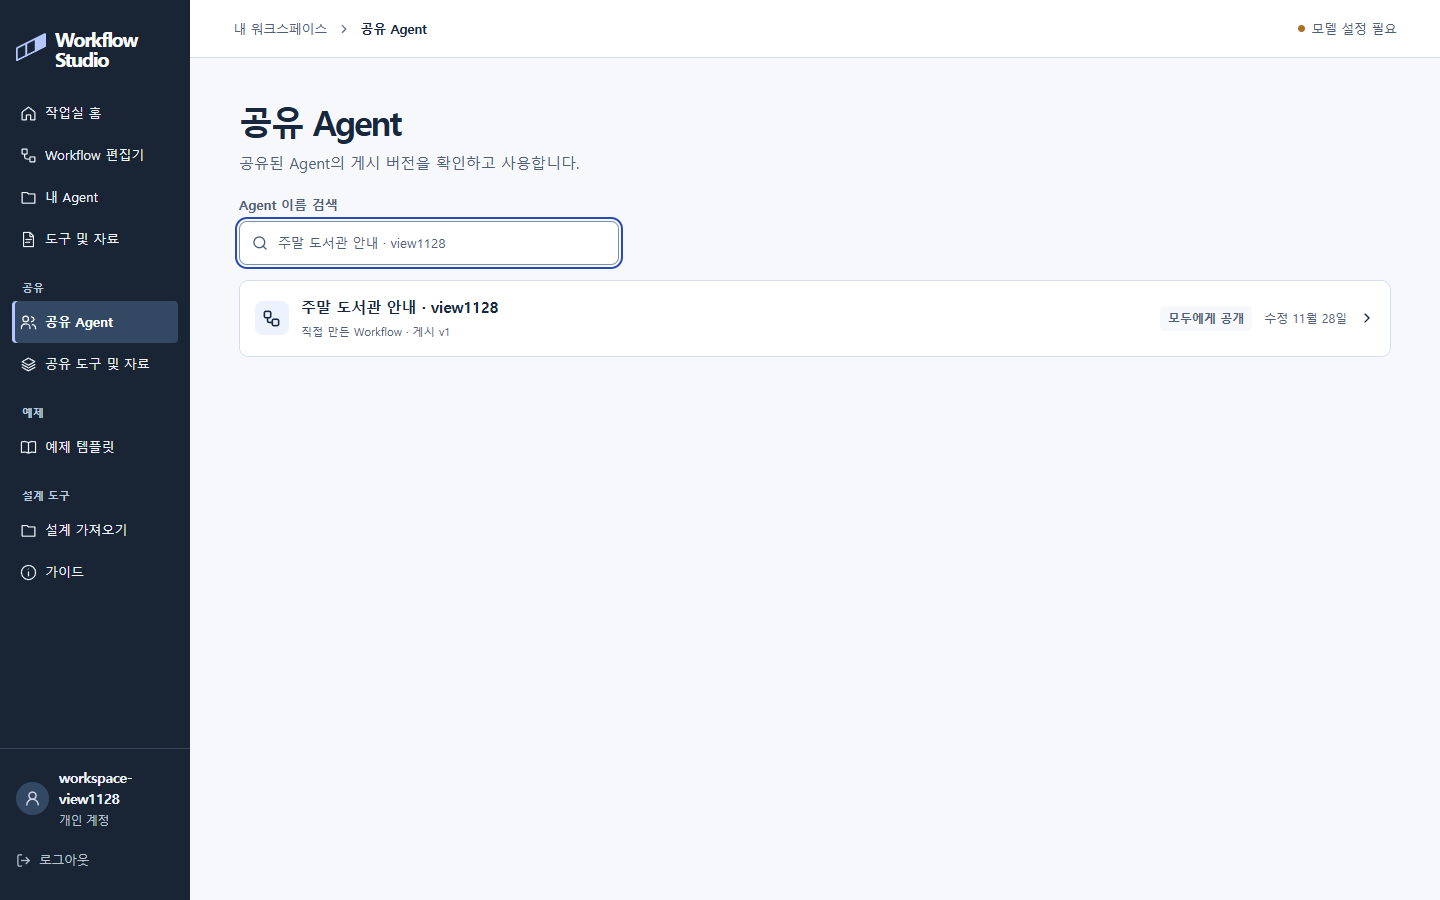 Workflow
Studio
작업실 홈
Workflow 편집기
내 Agent
도구 및 자료
공유
공유 Agent
공유 도구 및 자료
예제
예제 템플릿
설계 도구
설계 가져오기
가이드
workspace-
view1128
개인 계정
로그아웃
내 워크스페이스 > 공유 Agent
모델 설정 필요
공유 Agent
공유된 Agent의 게시 버전을 확인하고 사용합니다.
Agent 이름 검색
주말 도서관 안내 · view1128
주말 도서관 안내 · view1128
직접 만든 Workflow · 게시 v1
모두에게 공개
수정 11월 28일